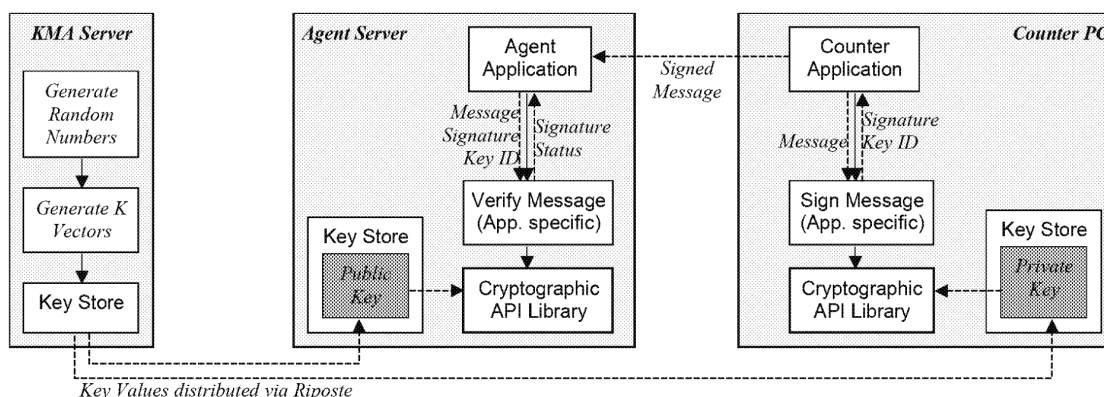 KMA Server
Generate
Random
Numbers
Generate K
Vectors
Key Store
Agent Server
Agent
Application
Message
Signature
Key ID
Signature
Status
Verify Message
(App. specific)
Key Store
Public
Key
Cryptographic
API Library
Signed
Message
Counter PC
Counter
Application
Message
Signature
Key ID
Sign Message
(App. specific)
Key Store
Private
Key
Cryptographic
API Library
Key Values distributed via Riposte